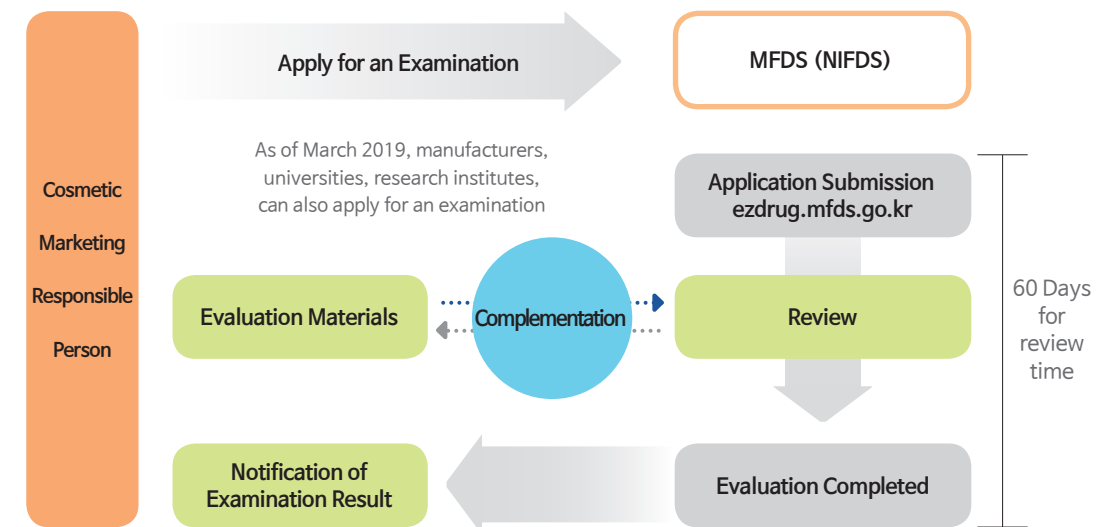 Cosmetic
Marketing
Responsible
Person
Apply for an Examination
MFDS (NIFDS)
As of March 2019, manufacturers,
universities, research institutes,
can also apply for an examination
Application Submission
ezdrug.mfds.go.kr
Evaluation Materials
Complementation
Review
60 Days
for
review
time
Notification of
Examination Result
Evaluation Completed